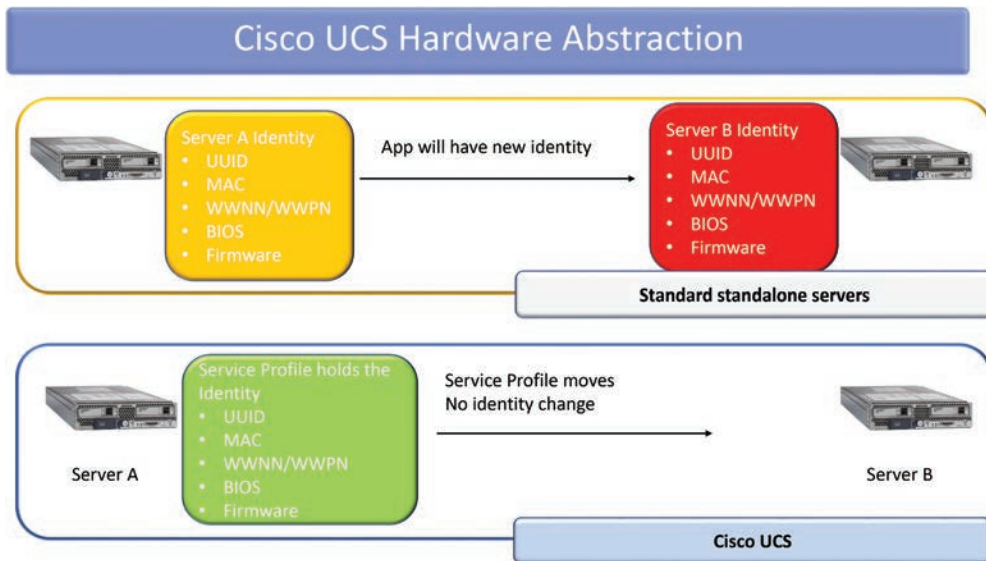 Cisco UCS Hardware Abstraction
Server A Identity
• UUID
• MAC
• WWNN/WWPN
• BIOS
• Firmware
App will have new identity
Server B Identity
• UUID
• MAC
• WWNN/WWPN
• BIOS
• Firmware
Standard standalone servers
Server A
Service Profile holds the
Identity
• UUID
• MAC
• WWNN/WWPN
• BIOS
• Firmware
Service Profile moves
No identity change
Server B
Cisco UCS